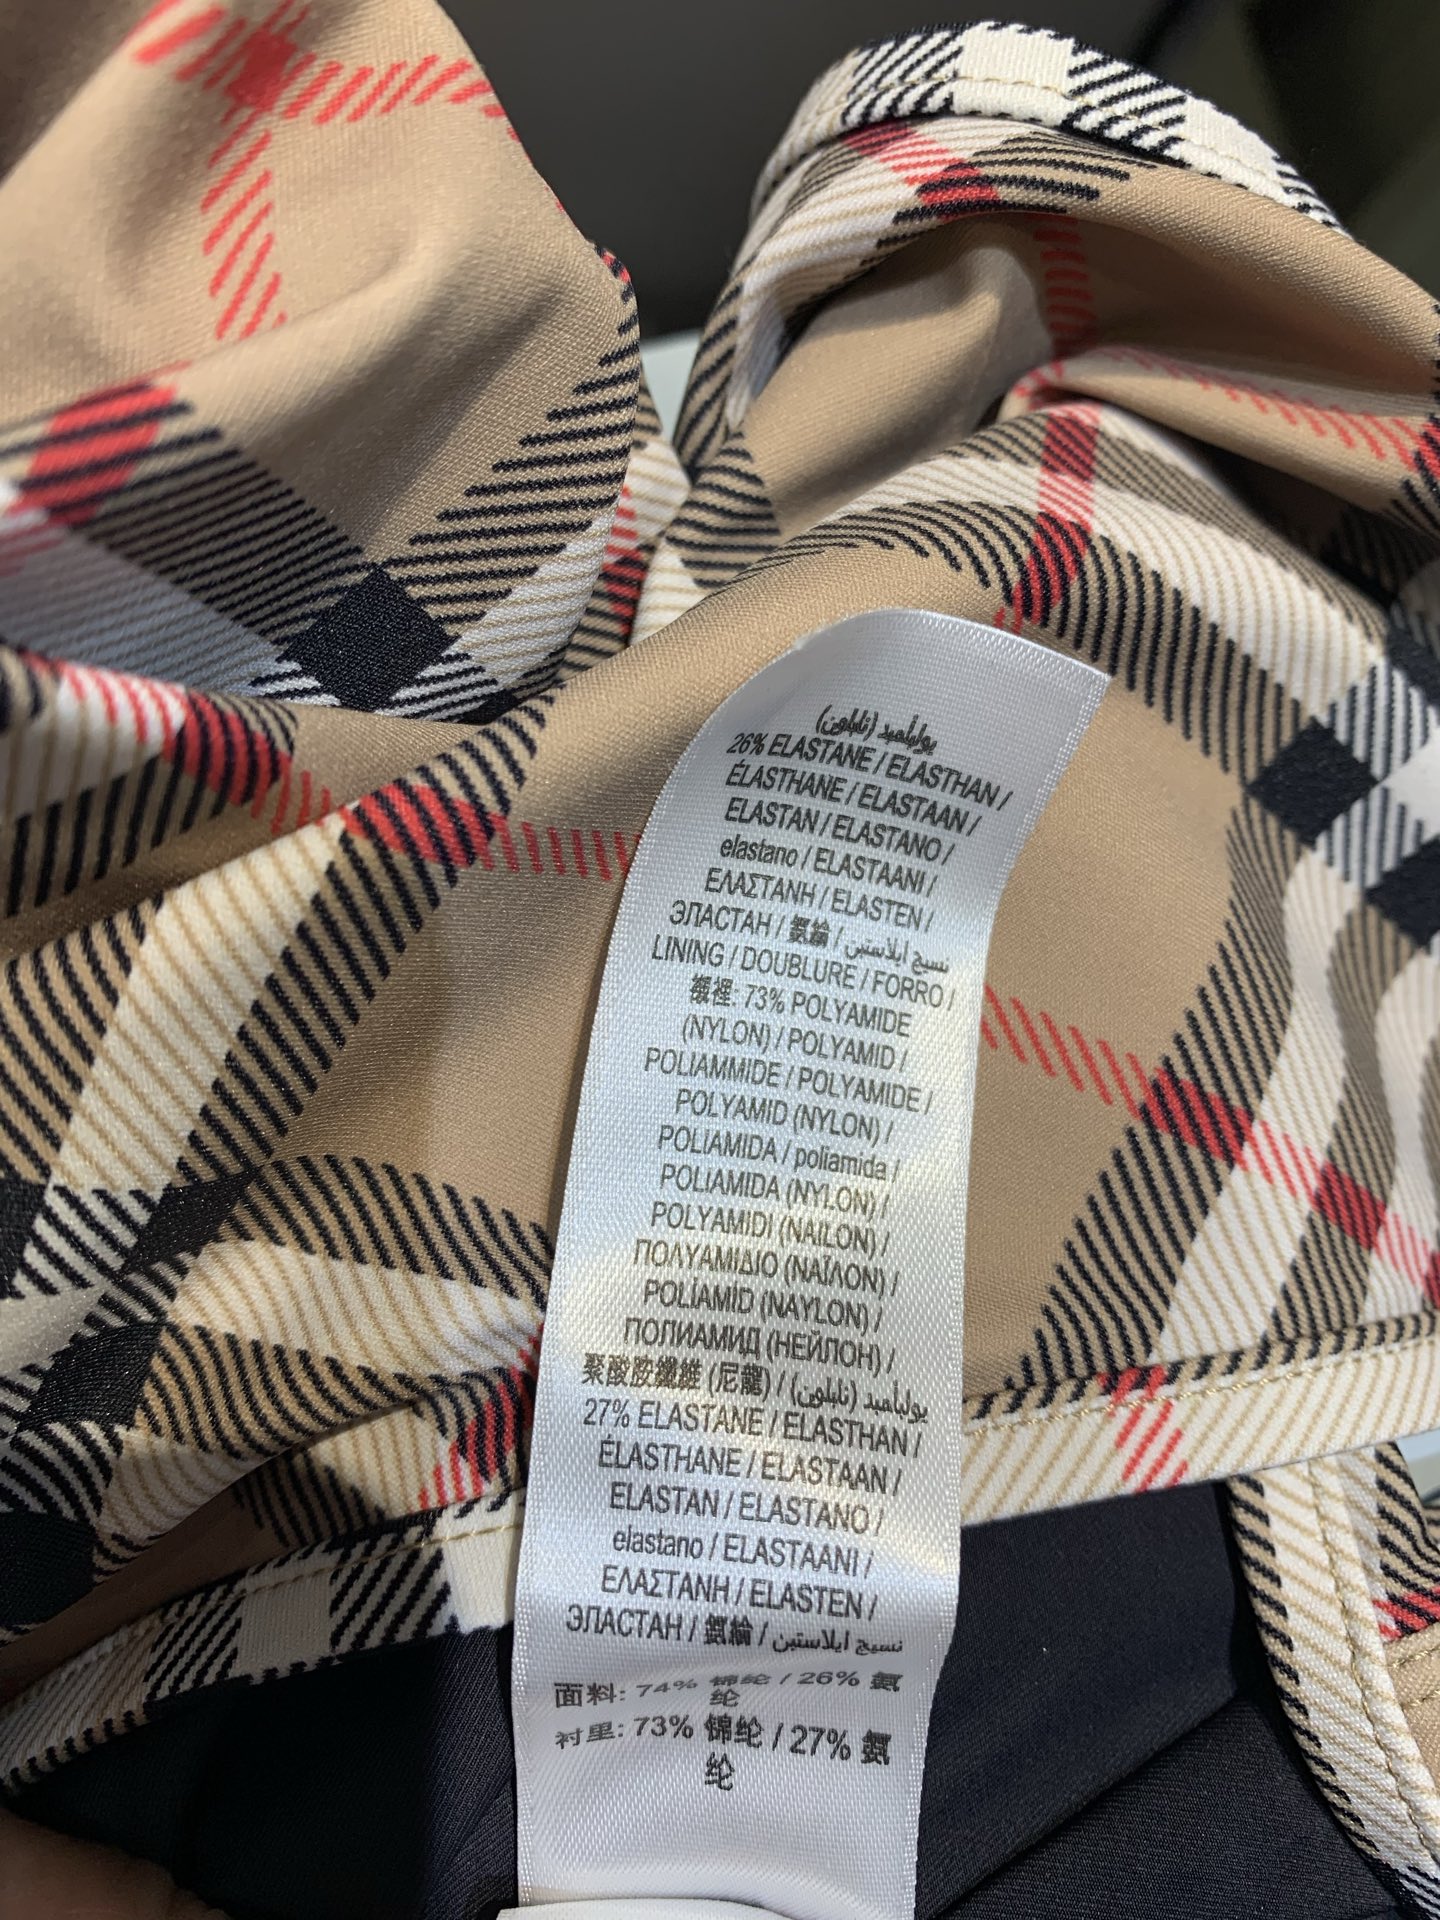 بوليأميد (نايلون)
26% ELASTANE / ELASTHAN /
ÉLASTHANE / ELASTAAN /
ELASTAN / ELASTANO /
elastano / ELASTAANI /
ΕΛΑΣΤΑΝΗ / ELASTEN /
ЭЛАСТАН / 氨綸 / نسيج ايلاستين
LINING / DOUBLURE / FORRO /
襯裡: 73% POLYAMIDE
(NYLON) / POLYAMID /
POLIAMMIDE / POLYAMIDE /
POLYAMID (NYLON) /
POLIAMIDA / poliamida /
POLIAMIDA (NYLON) /
POLYAMIDI (NAILON) /
ΠΟΛΥΑΜΙΔΙΟ (ΝΑΪΛΟΝ) /
POLİAMID (NAYLON) /
ПОЛИАМИД (НЕЙЛОН) /
聚酸胺纖維 (尼龍) / بوليأميد (نايلون)
27% ELASTANE / ELASTHAN /
ÉLASTHANE / ELASTAAN /
ELASTAN / ELASTANO /
elastano / ELASTAANI /
ΕΛΑΣΤΑΝΗ / ELASTEN /
ЭЛАСТАН / 氨綸 / نسيج ايلاستين
面料: 74% 锦纶 / 26% 氨
纶
衬里: 73% 锦纶 / 27% 氨
纶